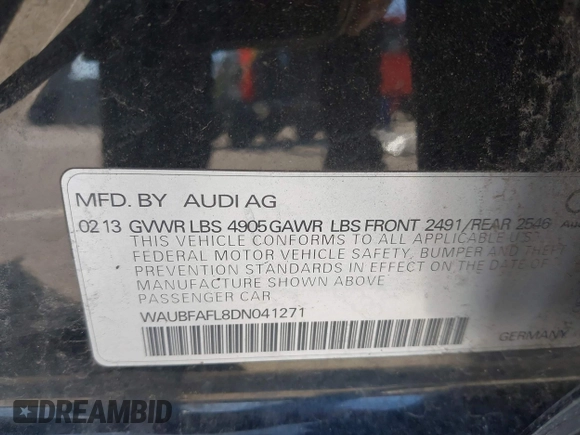 MFD. BY AUDI AG
02 13 GVWR LBS 4905 GAWR LBS FRONT 2491/REAR 2546
THIS VEHICLE CONFORMS TO ALL APPLICABLE U.S.
FEDERAL MOTOR VEHICLE SAFETY, BUMPER AND THEFT
PREVENTION STANDARDS IN EFFECT ON THE DATE OF
MANUFACTURE SHOWN ABOVE
PASSENGER CAR
WAUBFAFL8DN041271
GERMANY
DREAMBID